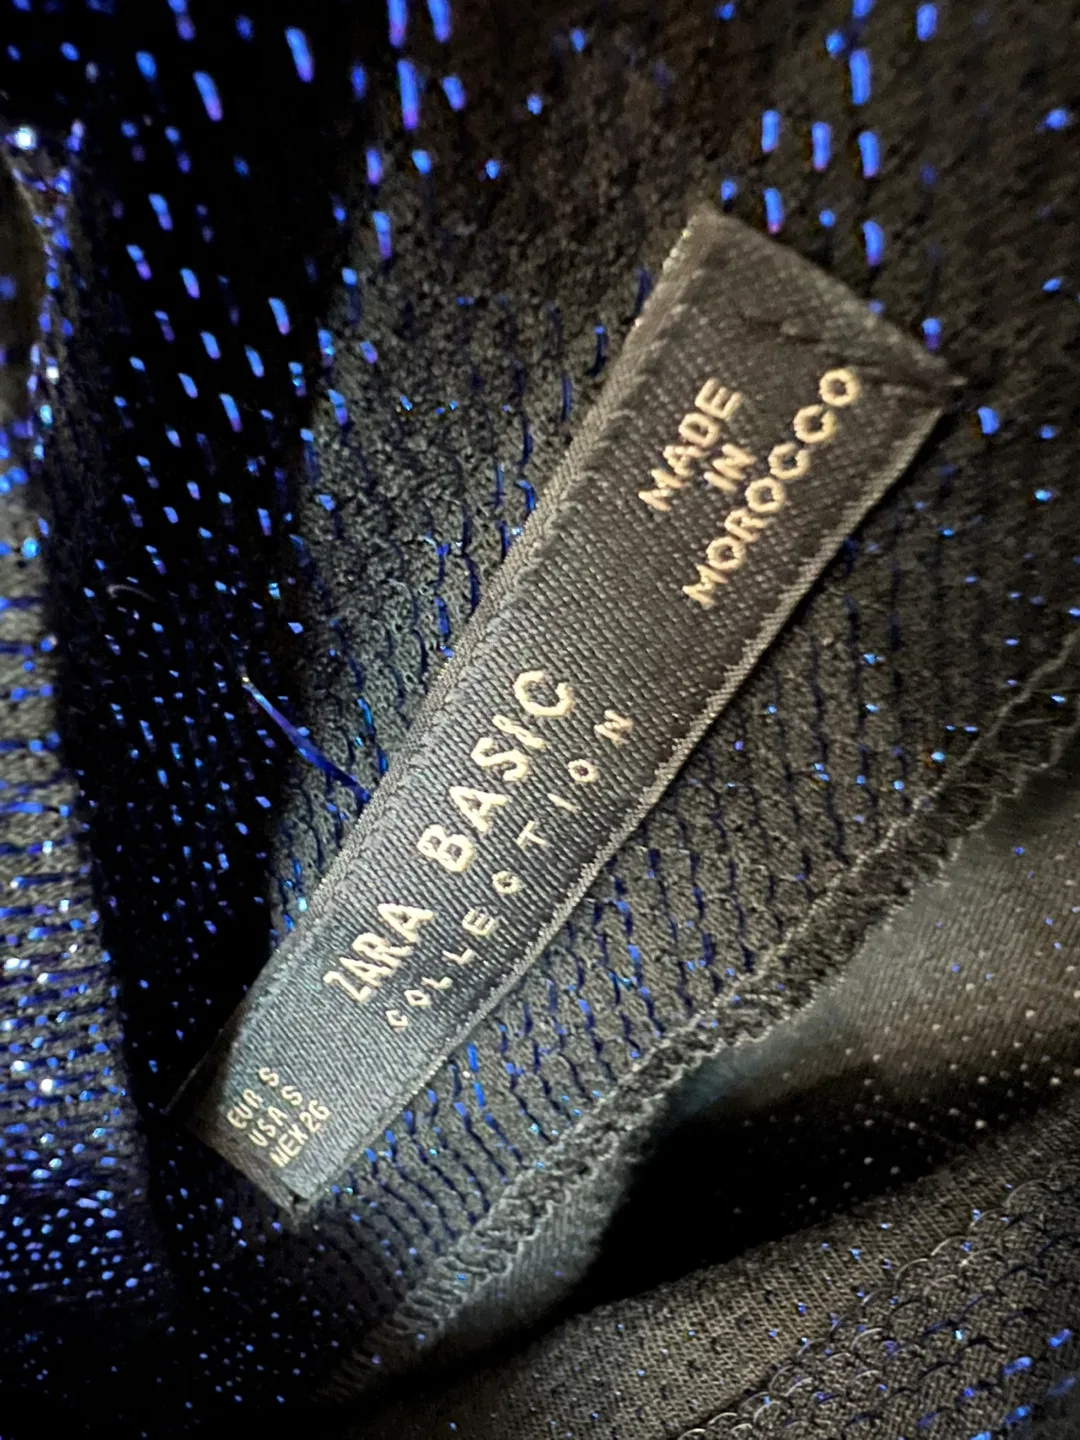 MADE
IN
MOROCCO
ZARA BASIC
COLLECTION
EUR S
USA S
MEX 26